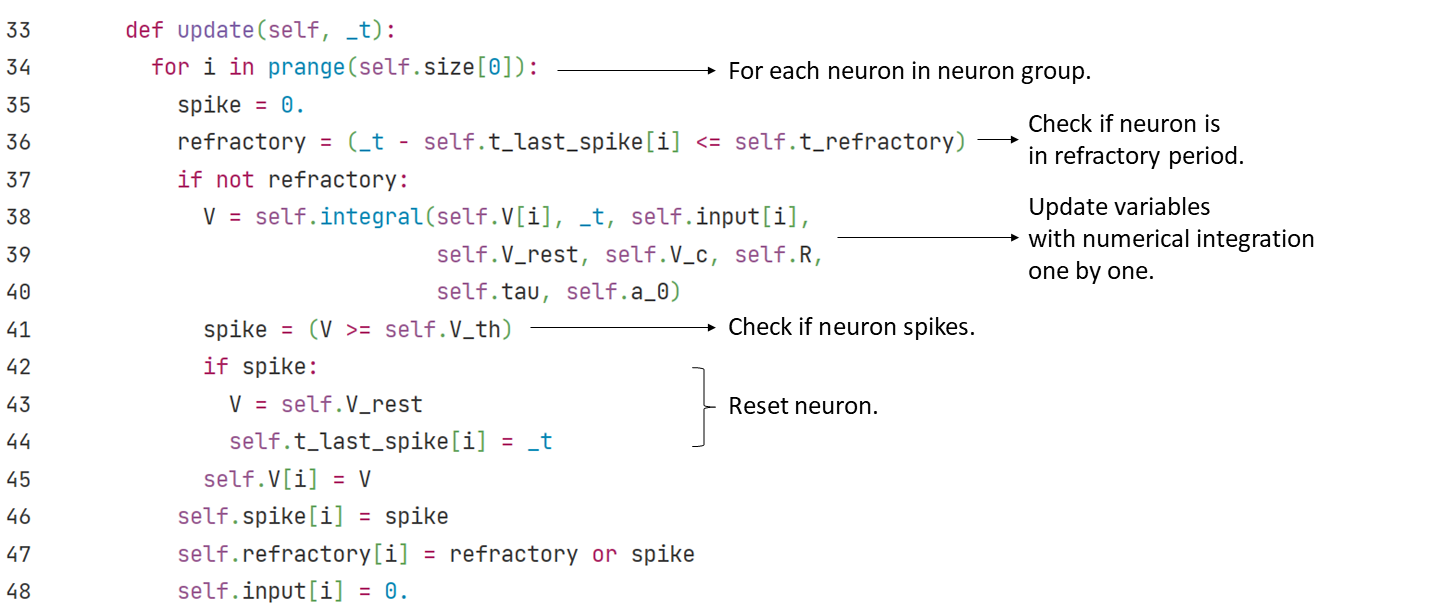 33 def update(self, _t):
34 for i in prange(self.size[0]): For each neuron in neuron group.
35 spike = 0.
36 refractory = (_t - self.t_last_spike[i] <= self.t_refractory) Check if neuron is
in refractory period.
37 if not refractory:
38 V = self.integral(self.V[i], _t, self.input[i], Update variables
39 self.V_rest, self.V_c, self.R, with numerical integration
40 self.tau, self.a_0) one by one.
41 spike = (V >= self.V_th) Check if neuron spikes.
42 if spike:
43 V = self.V_rest Reset neuron.
44 self.t_last_spike[i] = _t
45 self.V[i] = V
46 self.spike[i] = spike
47 self.refractory[i] = refractory or spike
48 self.input[i] = 0.